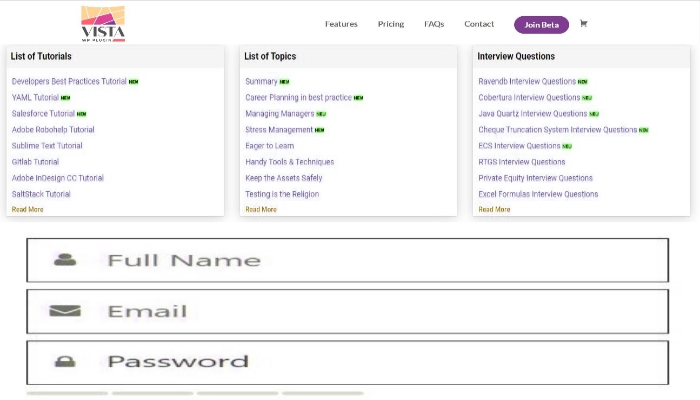 VISTA
WP PLUGIN
Features Pricing FAQs Contact Join Beta
List of Tutorials
Developers Best Practices Tutorial NEW
YAML Tutorial NEW
Salesforce Tutorial NEW
Adobe Robohelp Tutorial
Sublime Text Tutorial
Gitlab Tutorial
Adobe InDesign CC Tutorial
SaltStack Tutorial
Read More
List of Topics
Summary NEW
Career Planning in best practice NEW
Managing Managers NEW
Stress Management NEW
Eager to Learn
Handy Tools & Techniques
Keep the Assets Safely
Testing Is the Religion
Read More
Interview Questions
Ravendb Interview Questions NEW
Cobertura Interview Questions NEW
Java Quartz Interview Questions NEW
Cheque Truncation System Interview Questions NEW
ECS Interview Questions NEW
RTGS Interview Questions
Private Equity Interview Questions
Excel Formulas Interview Questions
Read More
Full Name
Email
Password